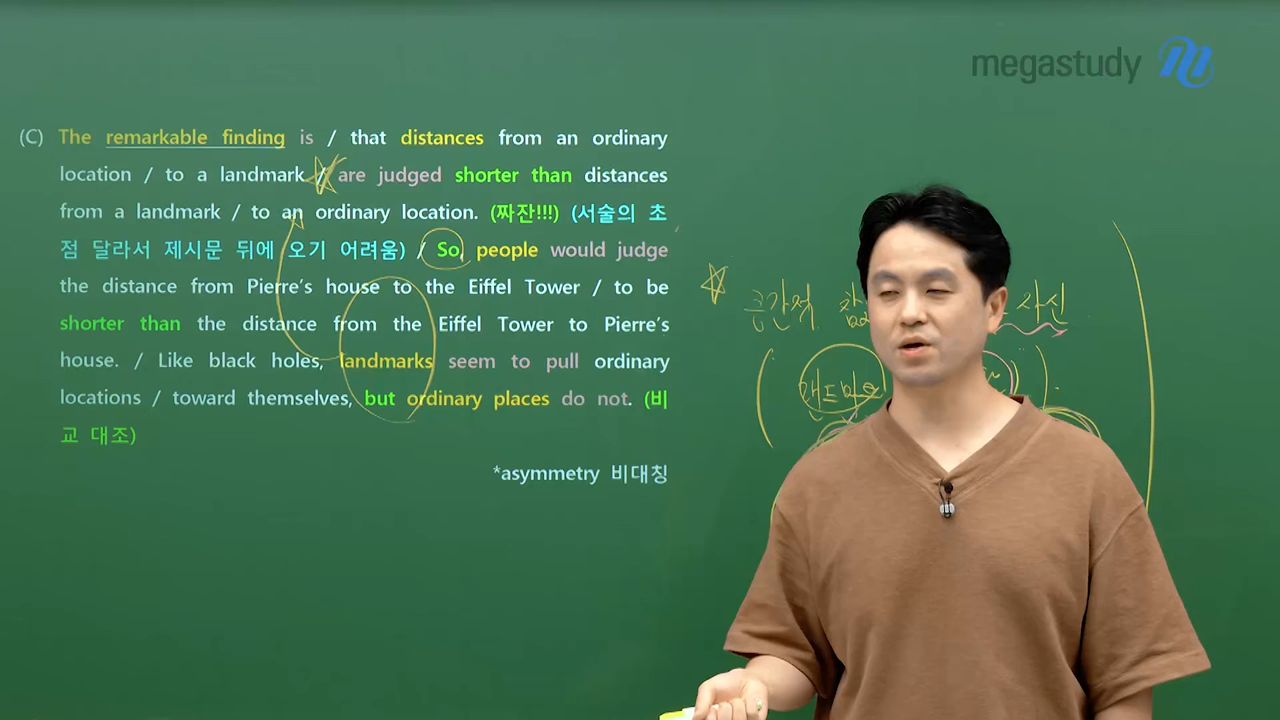 megastudy
(C) The remarkable finding is / that distances from an ordinary
location / to a landmark / are judged shorter than distances
from a landmark / to an ordinary location. (짜잔!!!) (서술의 초
점 달라서 제시문 뒤에 오기 어려움) / So, people would judge
the distance from Pierre's house to the Eiffel Tower / to be
shorter than the distance from the Eiffel Tower to Pierre's
house. / Like black holes, landmarks seem to pull ordinary
locations / toward themselves, but ordinary places do not. (비
교 대조)
*asymmetry 비대칭
공간적
랜드마크